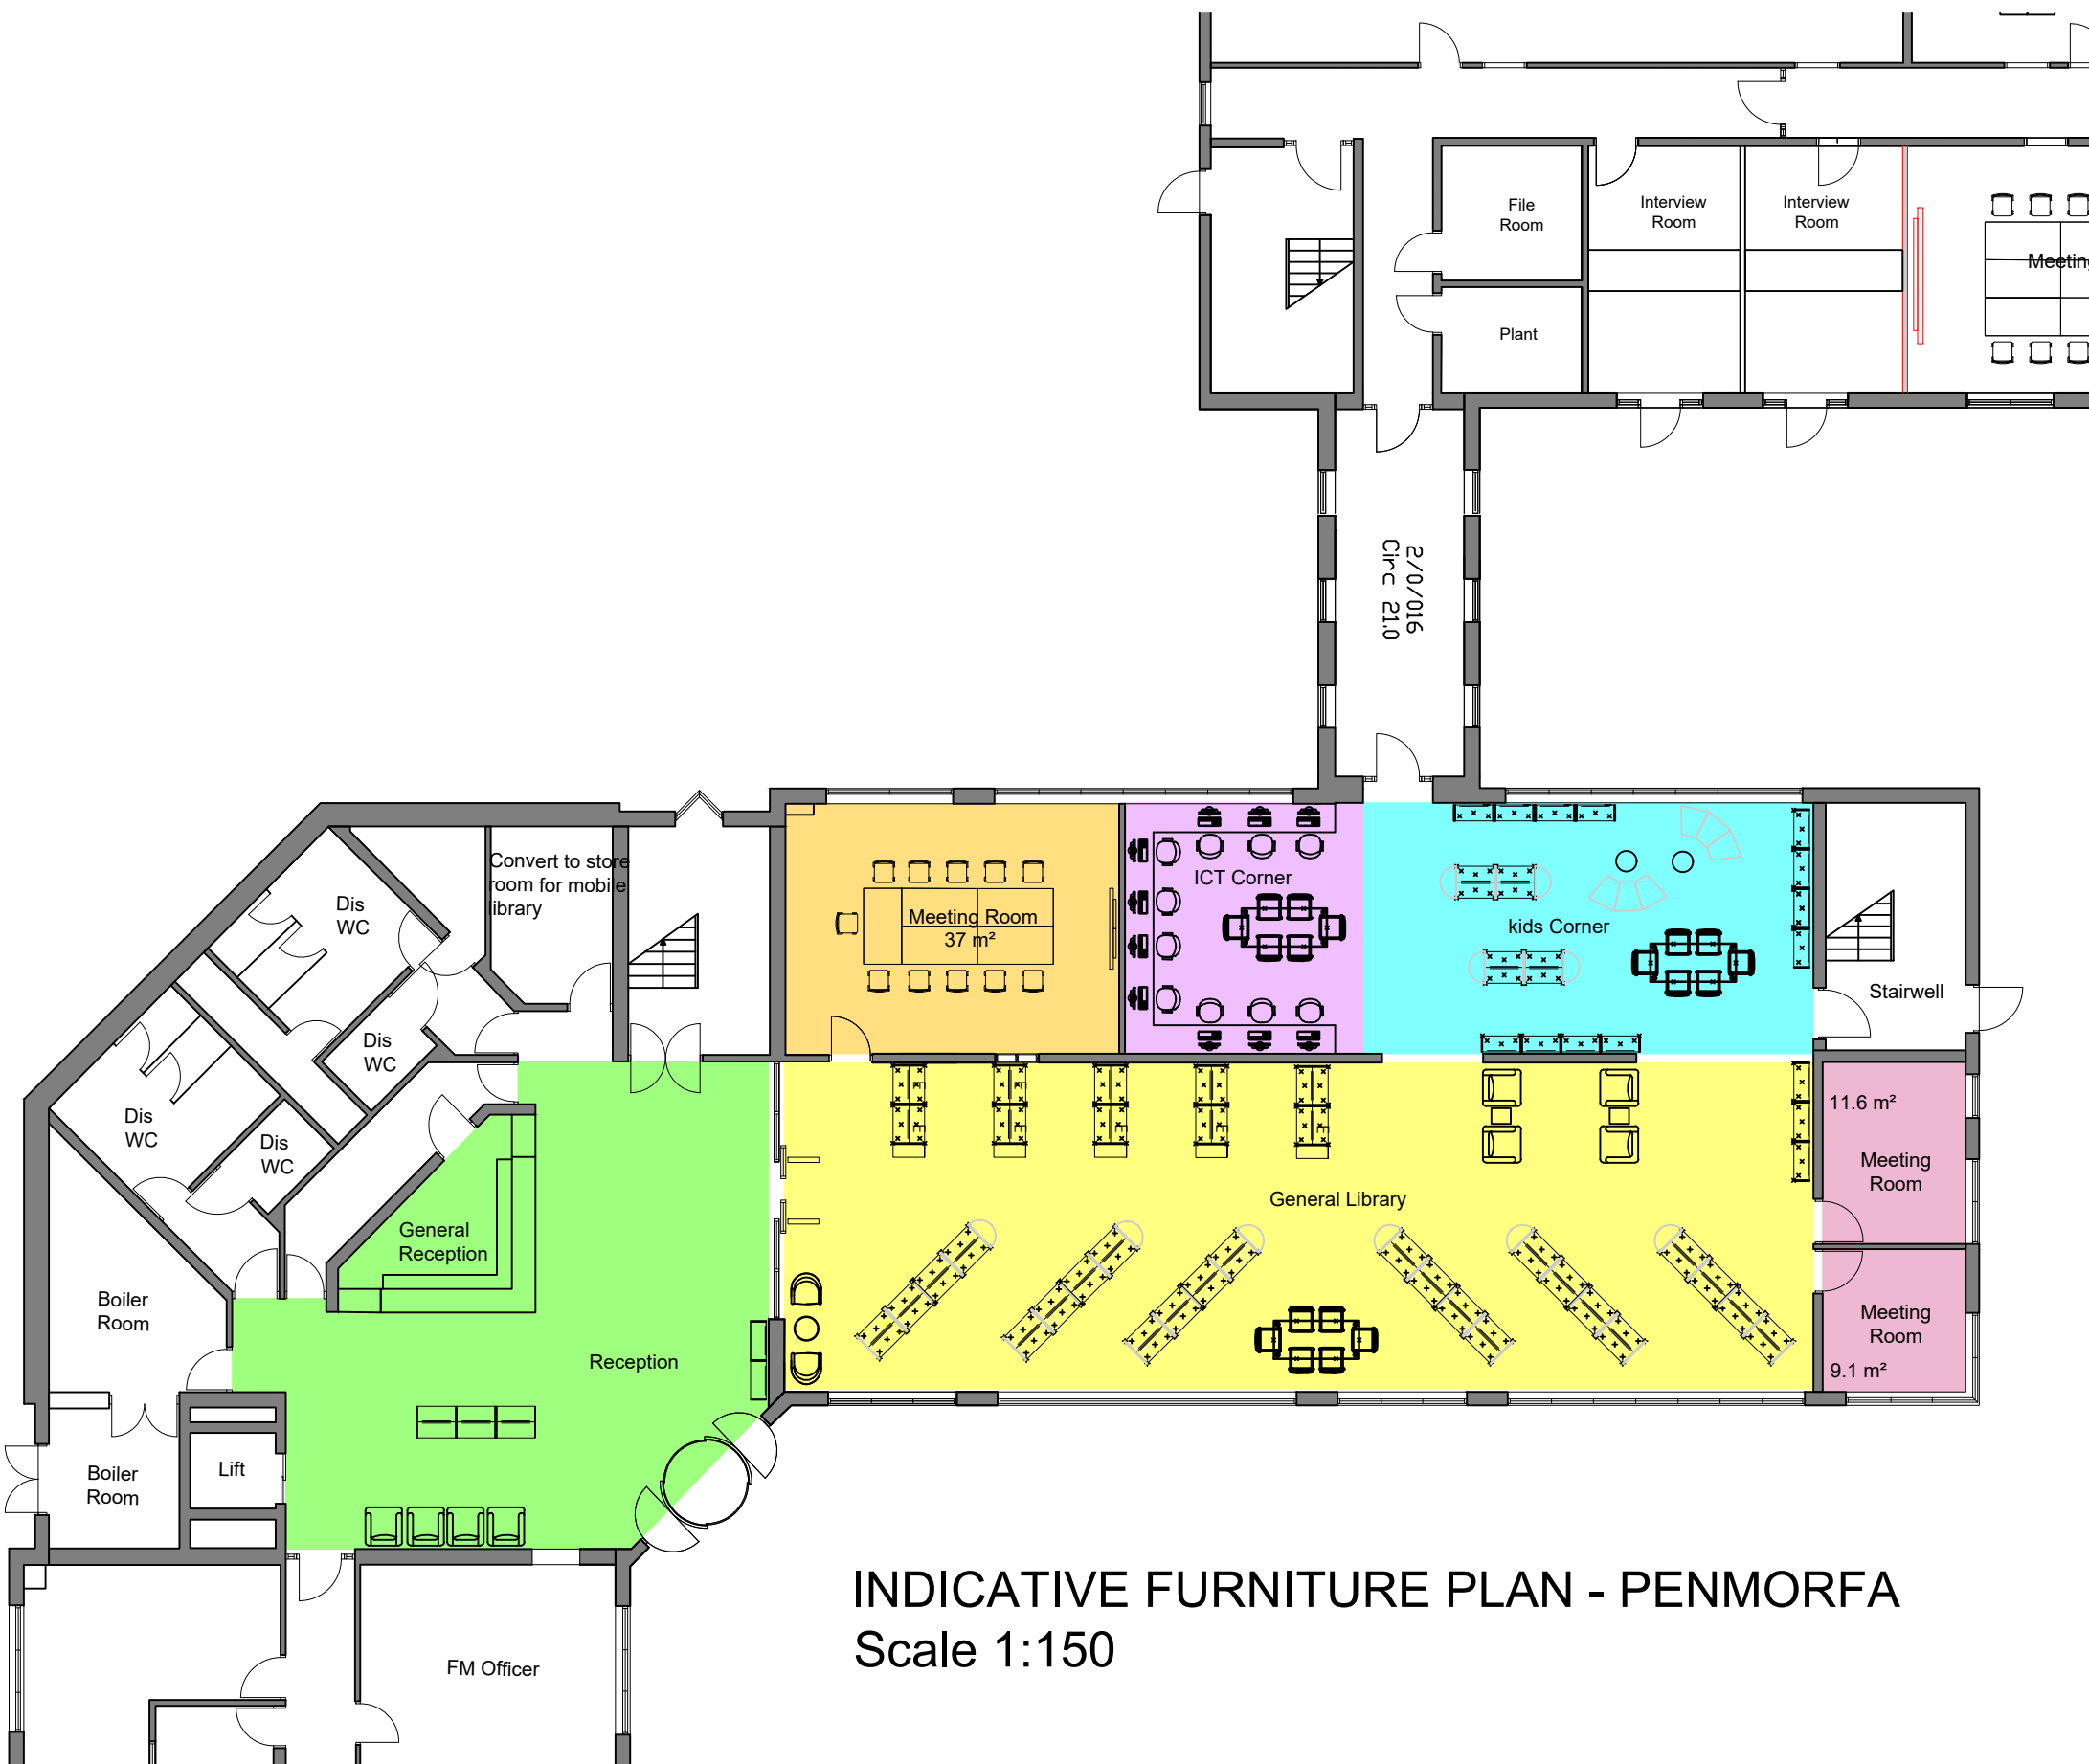 File
Room
Interview
Room
Interview
Room
Meeting
Plant
2/0/016
Circ 21.0
Convert to store
room for mobile
library
Dis
WC
Meeting Room
37 m²
ICT Corner
kids Corner
Stairwell
Dis
WC
Dis
WC
Dis
WC
11.6 m²
Meeting
Room
General Library
General
Reception
Boiler
Room
Meeting
Room
9.1 m²
Reception
Lift
Boiler
Room
INDICATIVE FURNITURE PLAN - PENMORFA
Scale 1:150
FM Officer